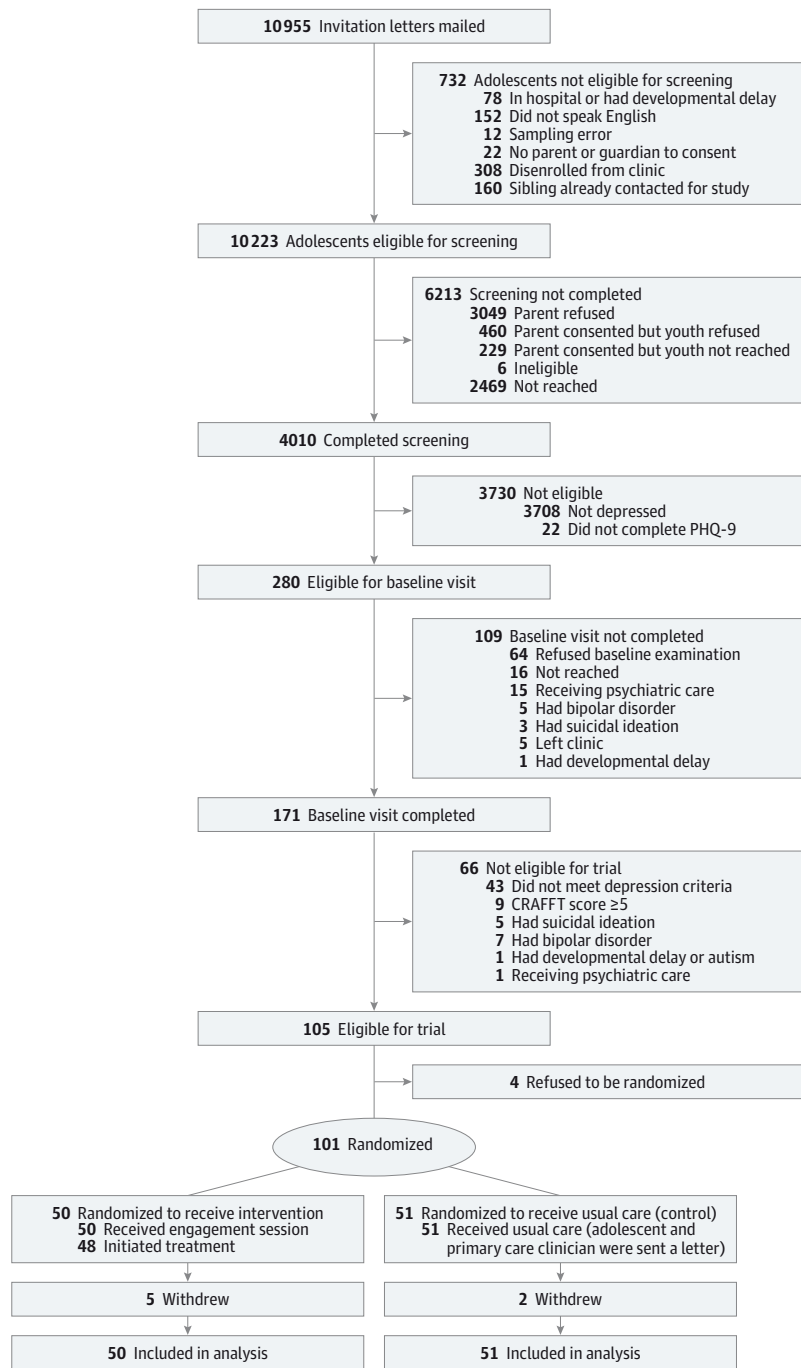 10955 Invitation letters mailed
732 Adolescents not eligible for screening
78 In hospital or had developmental delay
152 Did not speak English
12 Sampling error
22 No parent or guardian to consent
308 Disenrolled from clinic
160 Sibling already contacted for study
10223 Adolescents eligible for screening
6213 Screening not completed
3049 Parent refused
460 Parent consented but youth refused
229 Parent consented but youth not reached
6 Ineligible
2469 Not reached
4010 Completed screening
3730 Not eligible
3708 Not depressed
22 Did not complete PHQ-9
280 Eligible for baseline visit
109 Baseline visit not completed
64 Refused baseline examination
16 Not reached
15 Receiving psychiatric care
5 Had bipolar disorder
3 Had suicidal ideation
5 Left clinic
1 Had developmental delay
171 Baseline visit completed
66 Not eligible for trial
43 Did not meet depression criteria
9 CRAFFT score ≥5
5 Had suicidal ideation
7 Had bipolar disorder
1 Had developmental delay or autism
1 Receiving psychiatric care
105 Eligible for trial
4 Refused to be randomized
101 Randomized
50 Randomized to receive intervention
50 Received engagement session
48 Initiated treatment
51 Randomized to receive usual care (control)
51 Received usual care (adolescent and
primary care clinician were sent a letter)
5 Withdrew
2 Withdrew
50 Included in analysis
51 Included in analysis